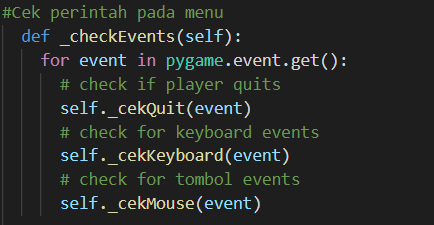 #Cek perintah pada menu
def _checkEvents(self):
for event in pygame.event.get():
# check if player quits
self._cekQuit(event)
# check for keyboard events
self._cekKeyboard(event)
# check for tombol events
self._cekMouse(event)